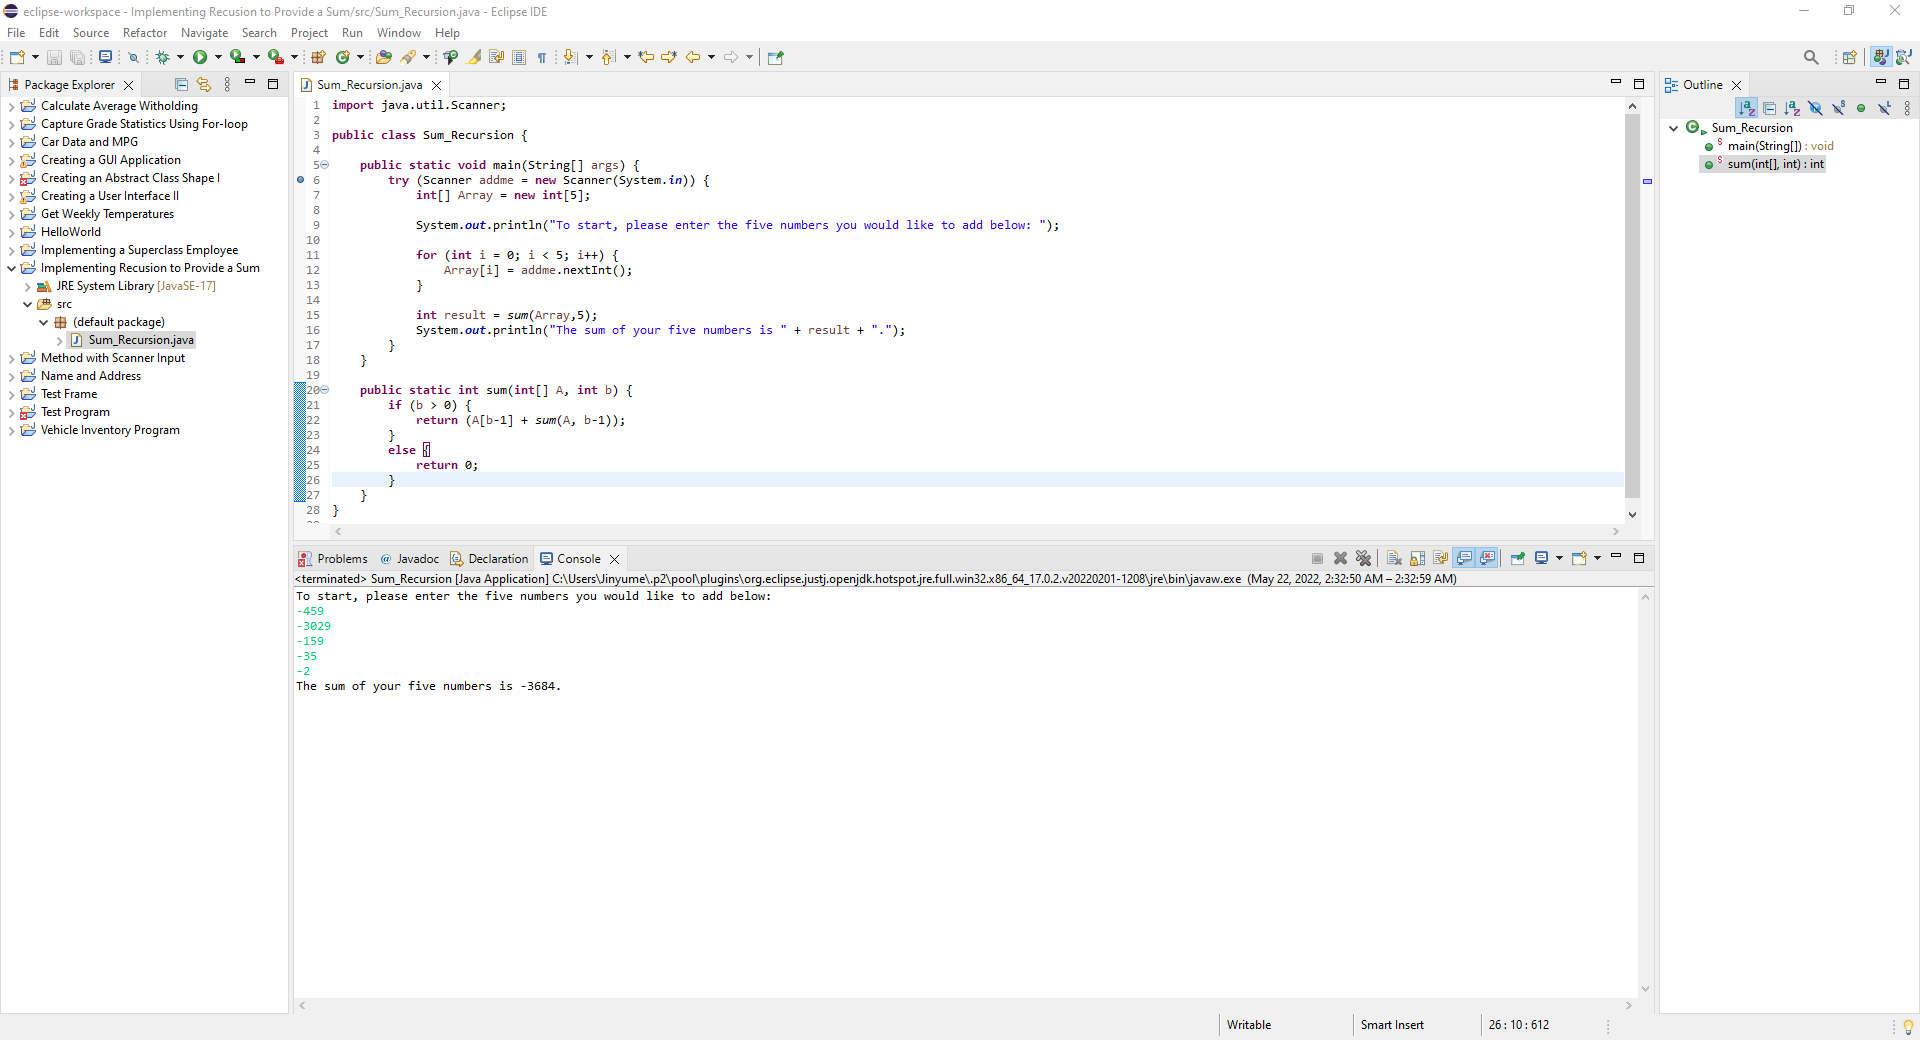 eclipse-workspace - Implementing Recusion to Provide a Sum/src/Sum_Recursion.java - Eclipse IDE
File Edit Source Refactor Navigate Search Project Run Window Help
Package Explorer
Calculate Average Witholding
Capture Grade Statistics Using For-loop
Car Data and MPG
Creating a GUI Application
Creating an Abstract Class Shape I
Creating a User Interface II
Get Weekly Temperatures
HelloWorld
Implementing a Superclass Employee
Implementing Recusion to Provide a Sum
JRE System Library [JavaSE-17]
src
(default package)
Sum_Recursion.java
Method with Scanner Input
Name and Address
Test Frame
Test Program
Vehicle Inventory Program
Sum_Recursion.java
1 import java.util.Scanner;
2
3 public class Sum_Recursion {
4
5 public static void main(String[] args) {
6 try (Scanner addme = new Scanner(System.in)) {
7 int[] Array = new int[5];
8
9 System.out.println("To start, please enter the five numbers you would like to add below: ");
10
11 for (int i = 0; i < 5; i++) {
12 Array[i] = addme.nextInt();
13 }
14
15 int result = sum(Array,5);
16 System.out.println("The sum of your five numbers is " + result + ".");
17 }
18 }
19
20 public static int sum(int[] A, int b) {
21 if (b > 0) {
22 return (A[b-1] + sum(A, b-1));
23 }
24 else {
25 return 0;
26 }
27 }
28 }
Problems @ Javadoc Declaration Console
<terminated> Sum_Recursion [Java Application] C:\Users\Jinyume\.p2\pool\plugins\org.eclipse.justj.openjdk.hotspot.jre.full.win32.x86_64_17.0.2.v20220201-1208\jre\bin\javaw.exe (May 22, 2022, 2:32:50 AM – 2:32:59 AM)
To start, please enter the five numbers you would like to add below:
-459
-3029
-159
-35
-2
The sum of your five numbers is -3684.
Outline
Sum_Recursion
main(String[]) : void
sum(int[], int) : int
Writable Smart Insert 26 : 10 : 612